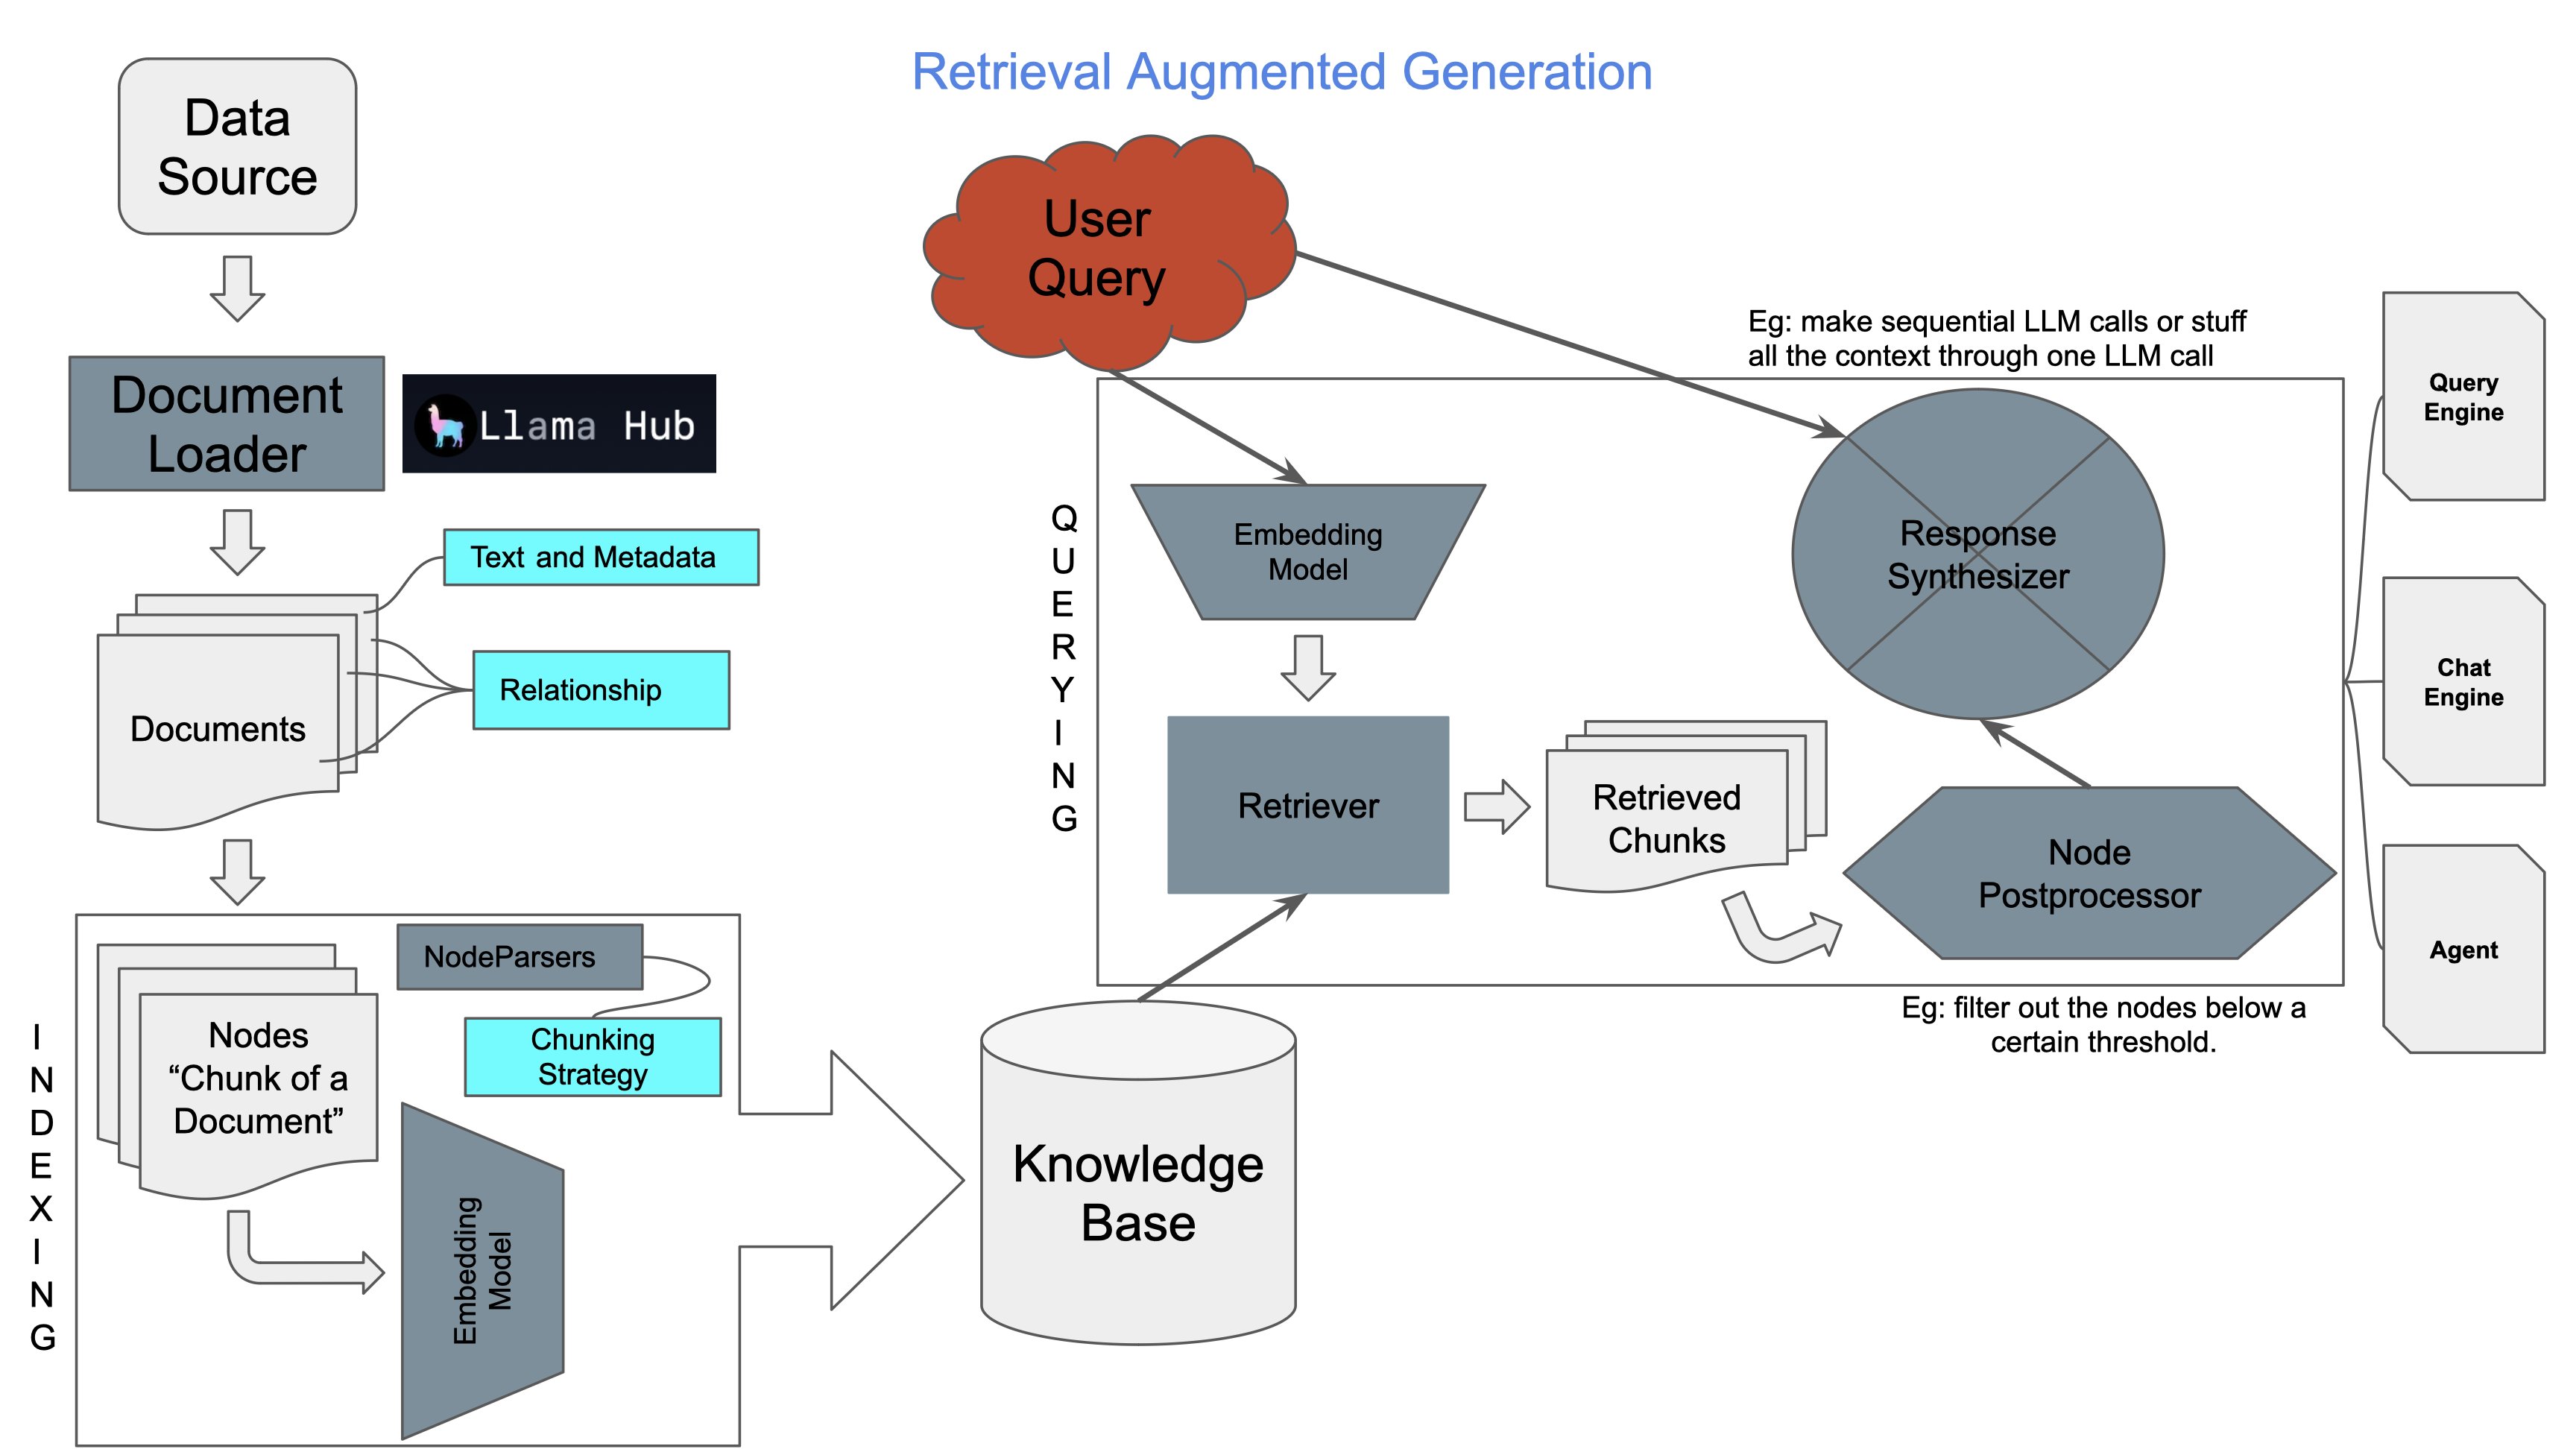 Retrieval Augmented Generation
Data
Source
Document
Loader
Llama Hub
Text and Metadata
Relationship
Documents
INDEXING
Nodes
“Chunk of a
Document”
NodeParsers
Chunking
Strategy
Embedding
Model
Knowledge
Base
User
Query
QUERYING
Embedding
Model
Retriever
Retrieved
Chunks
Node
Postprocessor
Eg: filter out the nodes below a
certain threshold.
Response
Synthesizer
Eg: make sequential LLM calls or stuff
all the context through one LLM call
Query
Engine
Chat
Engine
Agent